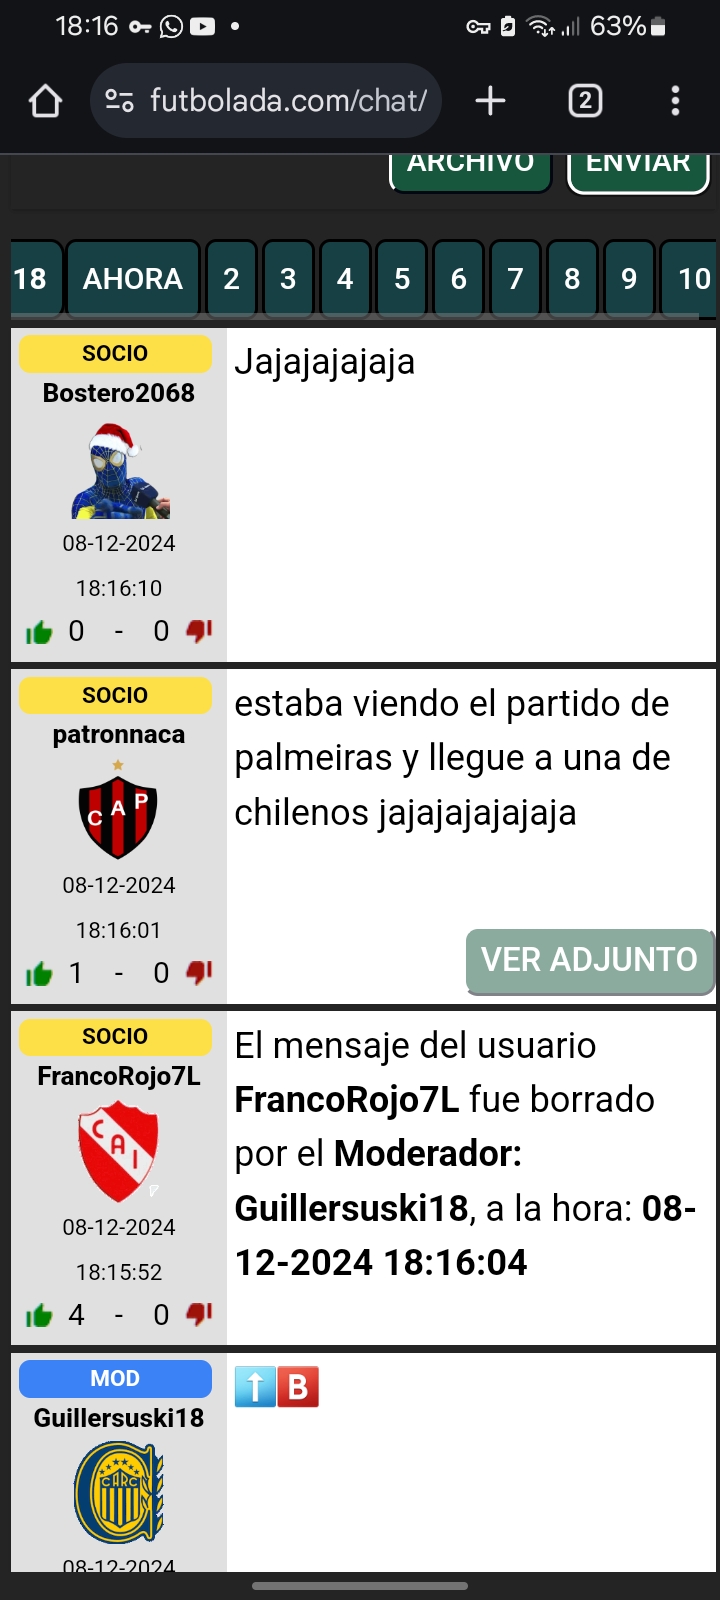 18:16 63%
futbolada.com/chat/ 2
ARCHIVO ENVIAR
18 AHORA 2 3 4 5 6 7 8 9 10
SOCIO
Bostero2068
08-12-2024
18:16:10
0 - 0
Jajajajajaja
SOCIO
patronnaca
CAP
08-12-2024
18:16:01
1 - 0
estaba viendo el partido de
palmeiras y llegue a una de
chilenos jajajajajajaja
VER ADJUNTO
SOCIO
FrancoRojo7L
CAI
08-12-2024
18:15:52
4 - 0
El mensaje del usuario
FrancoRojo7L fue borrado
por el Moderador:
Guillersuski18, a la hora: 08-
12-2024 18:16:04
MOD
Guillersuski18
CARC
08-12-2024
⬆️🅱️